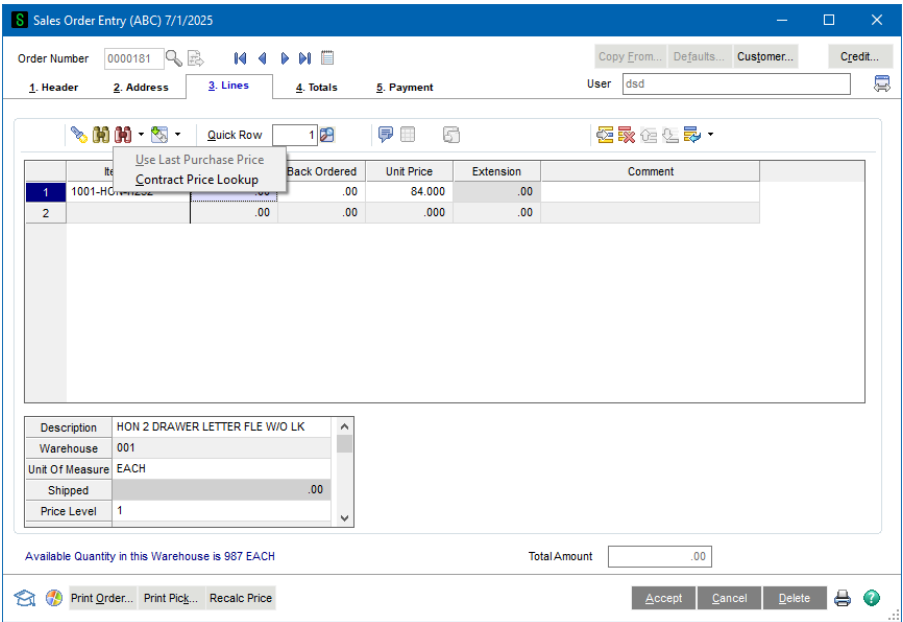 S Sales Order Entry (ABC) 7/1/2025
Order Number 0000181 Copy From... Defaults... Customer... Credit...
1. Header 2. Address 3. Lines 4. Totals 5. Payment User dsd
Quick Row 1
Use Last Purchase Price
Contract Price Lookup
Back Ordered Unit Price Extension Comment
1 .00 84.000 .00
2 .00 .00 .000 .00
Description HON 2 DRAWER LETTER FLE W/O LK
Warehouse 001
Unit Of Measure EACH
Shipped .00
Price Level 1
Available Quantity in this Warehouse is 987 EACH Total Amount .00
Print Order... Print Pick... Recalc Price Accept Cancel Delete